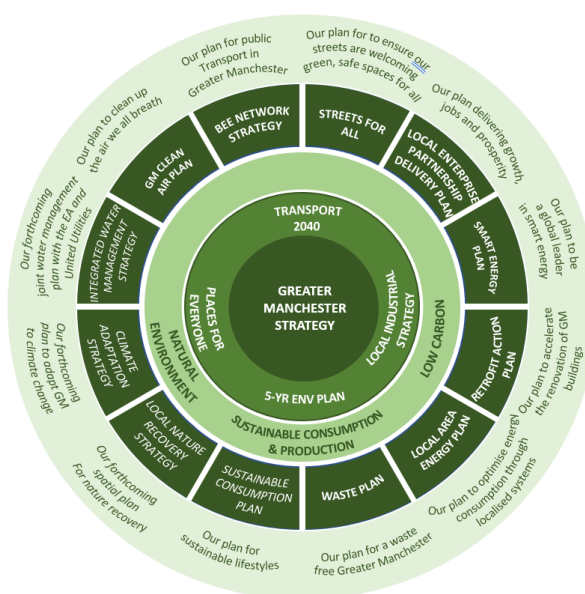 GREATER
MANCHESTER
STRATEGY
TRANSPORT
2040
LOCAL INDUSTRIAL
STRATEGY
5-YR ENV PLAN
PLACES FOR
EVERYONE
LOW CARBON
SUSTAINABLE CONSUMPTION
& PRODUCTION
NATURAL
ENVIRONMENT
STREETS FOR
ALL
Our plan for to ensure our
streets are welcoming
green, safe spaces for all
LOCAL ENTERPRISE
PARTNERSHIP
DELIVERY PLAN
Our plan delivering growth,
jobs and prosperity
SMART ENERGY
PLAN
Our plan to be
a global leader
in smart energy
RETROFIT ACTION
PLAN
Our plan to accelerate
the renovation of GM
buildings
LOCAL AREA
ENERGY PLAN
Our plan to optimise energy
consumption through
localised systems
WASTE PLAN
Our plan for a waste
free Greater Manchester
SUSTAINABLE
CONSUMPTION
PLAN
Our plan for
sustainable lifestyles
LOCAL NATURE
RECOVERY
STRATEGY
Our forthcoming
spatial plan
For nature recovery
CLIMATE
ADAPTATION
STRATEGY
Our forthcoming
plan to adapt GM
to climate change
INTEGRATED WATER
MANAGEMENT
STRATEGY
Our forthcoming
joint water management
plan with the EA and
United Utilities
GM CLEAN
AIR PLAN
Our plan to clean up
the air we all breath
BEE NETWORK
STRATEGY
Our plan for public
Transport in
Greater Manchester